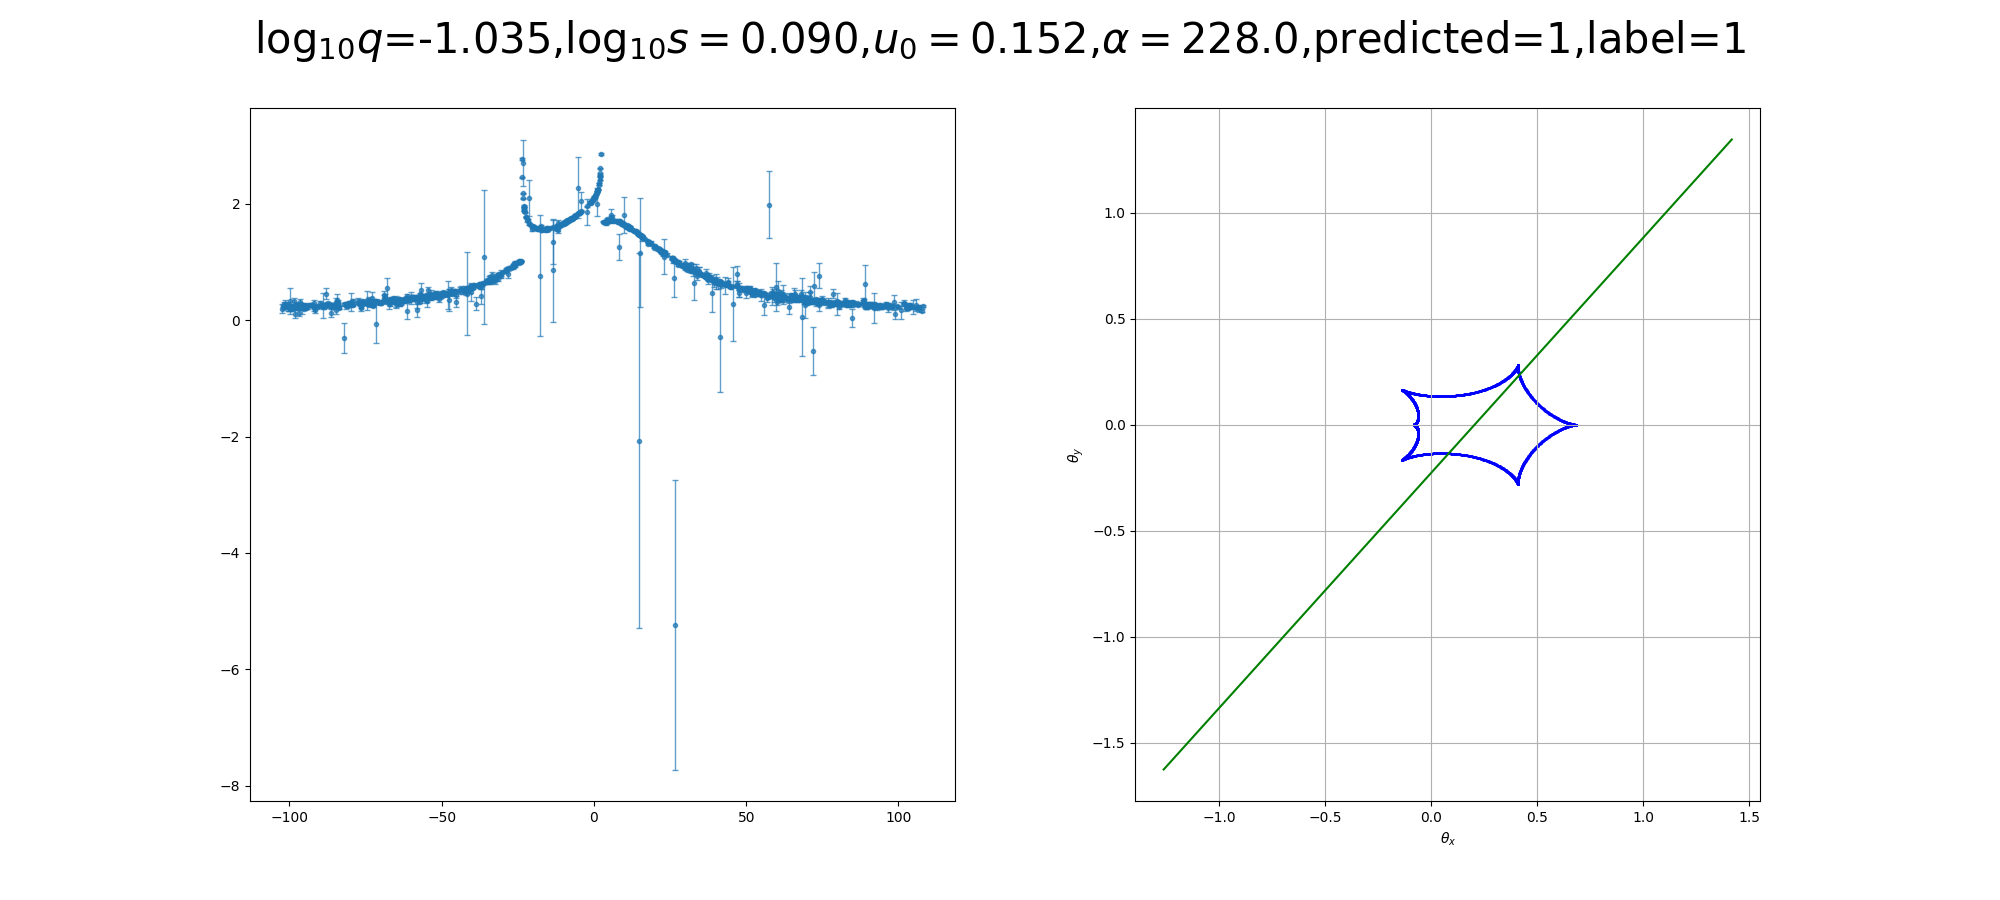 log₁₀q=-1.035,log₁₀s = 0.090,u₀ = 0.152,α = 228.0,predicted=1,label=1
2
0
−2
−4
−6
−8
−100 −50 0 50 100
1.0
0.5
0.0
−0.5
−1.0
−1.5
θy
−1.0 −0.5 0.0 0.5 1.0 1.5
θx